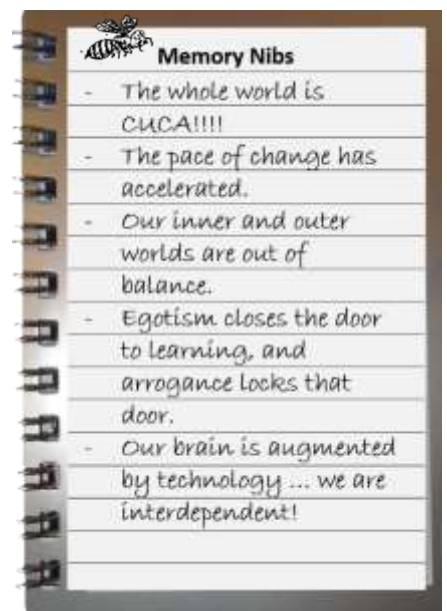 Memory Nibs
- The whole world is
CUCA!!!!
- The pace of change has
accelerated.
- Our inner and outer
worlds are out of
balance.
- Egotism closes the door
to learning, and
arrogance locks that
door.
- Our brain is augmented
by technology ... we are
interdependent!